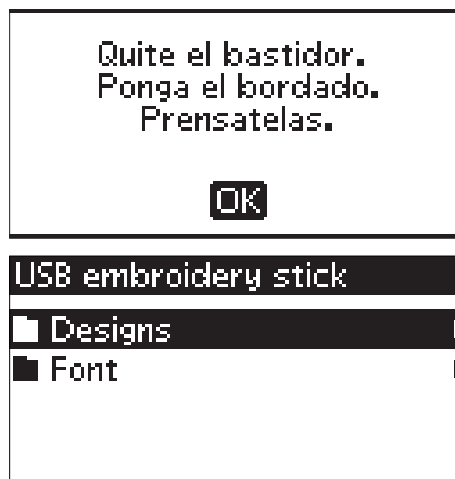 Quite el bastidor.
Ponga el bordado.
Prensatelas.
OK
USB embroidery stick
Designs
Font